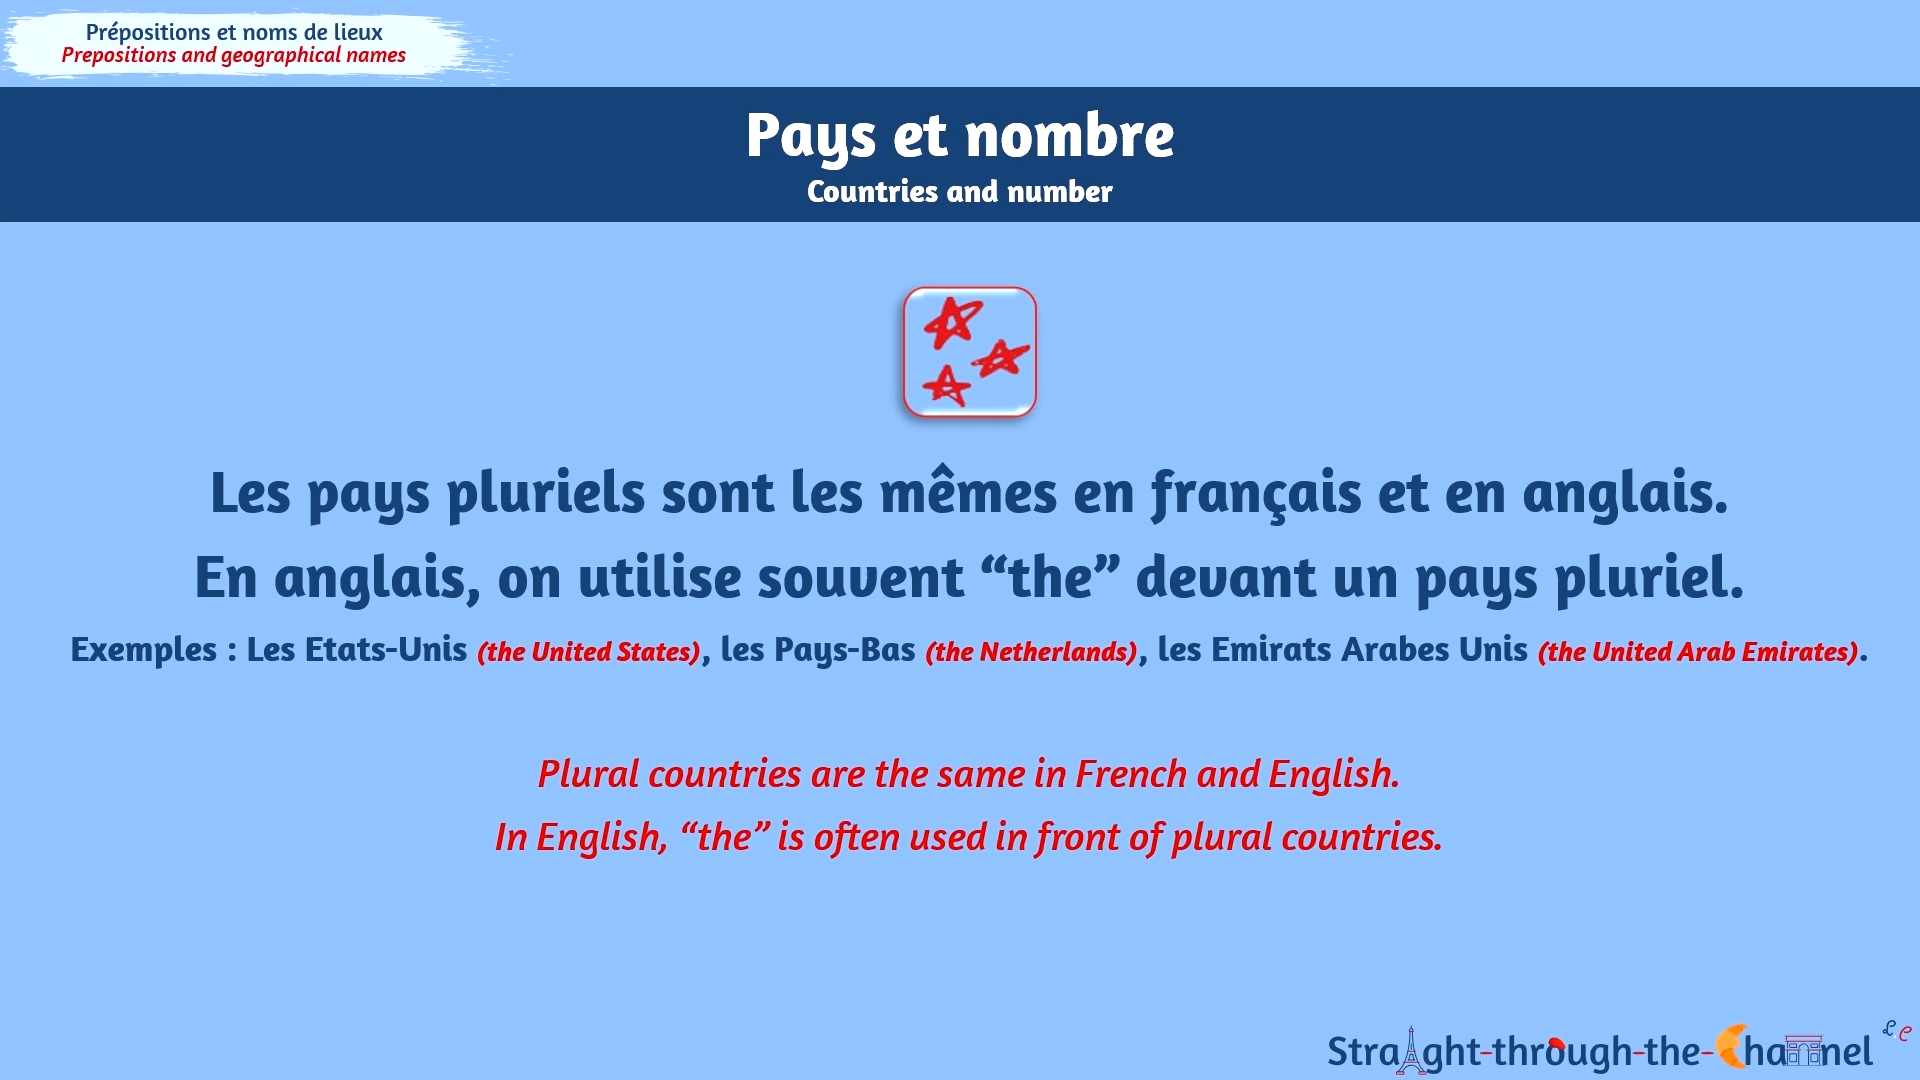 Prépositions et noms de lieux
Prepositions and geographical names
Pays et nombre
Countries and number
Les pays pluriels sont les mêmes en français et en anglais.
En anglais, on utilise souvent “the” devant un pays pluriel.
Exemples : Les Etats-Unis (the United States), les Pays-Bas (the Netherlands), les Emirats Arabes Unis (the United Arab Emirates).
Plural countries are the same in French and English.
In English, “the” is often used in front of plural countries.
Straight-through-the-Channel